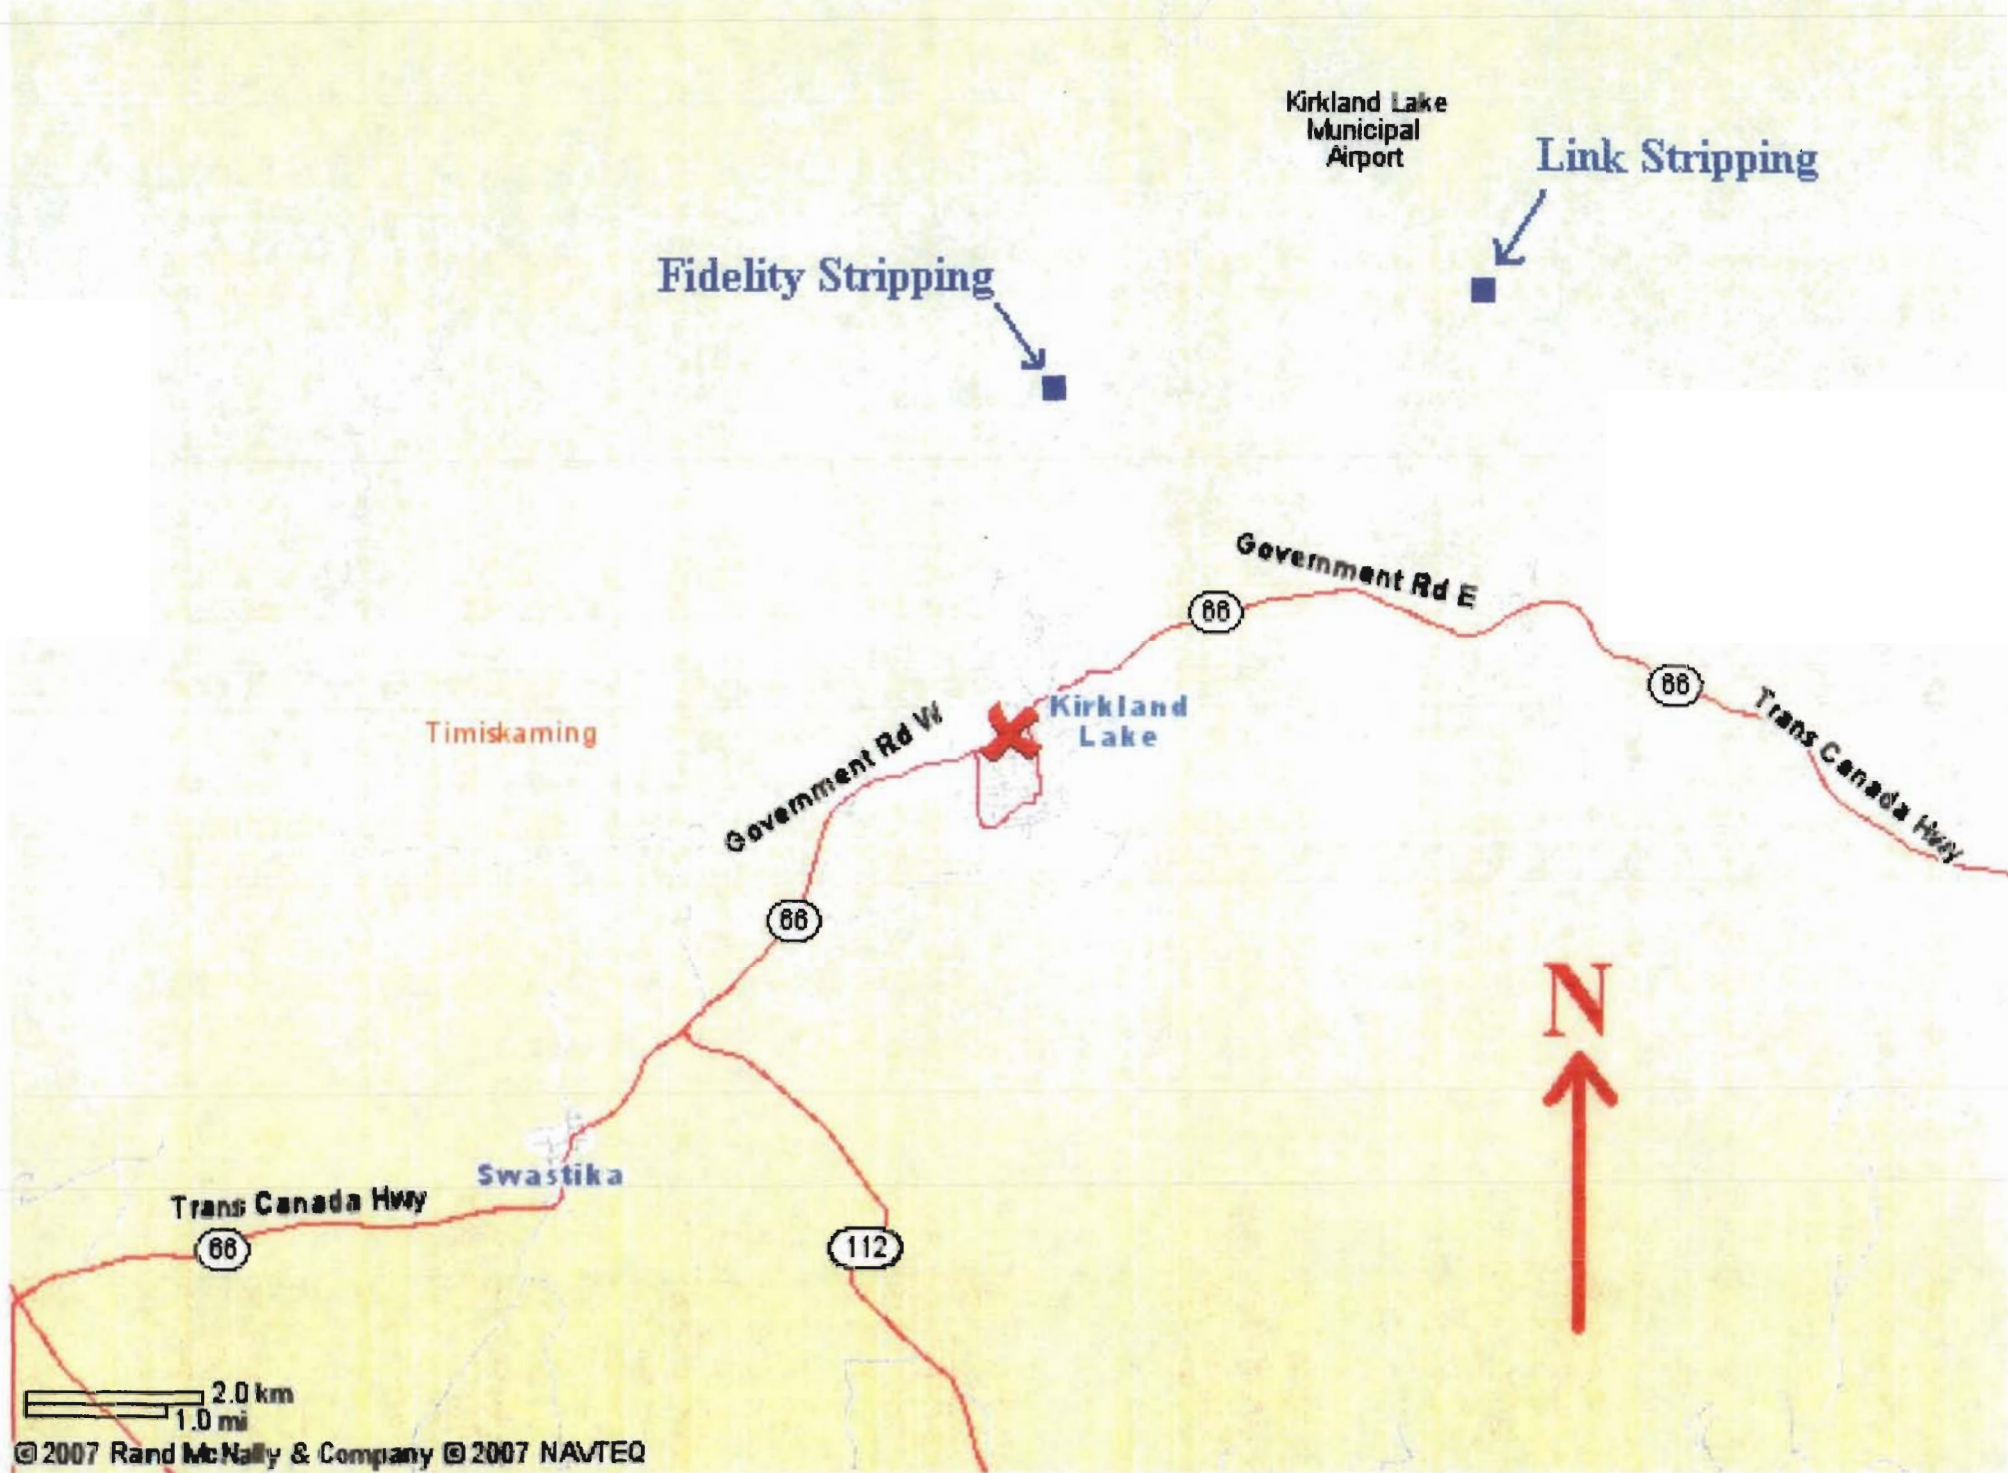 Kirkland Lake
Municipal
Airport
Link Stripping
Fidelity Stripping
Government Rd E
66
66
Trans Canada Hwy
Kirkland
Lake
Government Rd W
Timiskaming
66
N
Swastika
Trans Canada Hwy
66
112
2.0 km
1.0 mi
©2007 Rand McNally & Company ©2007 NAVTEQ